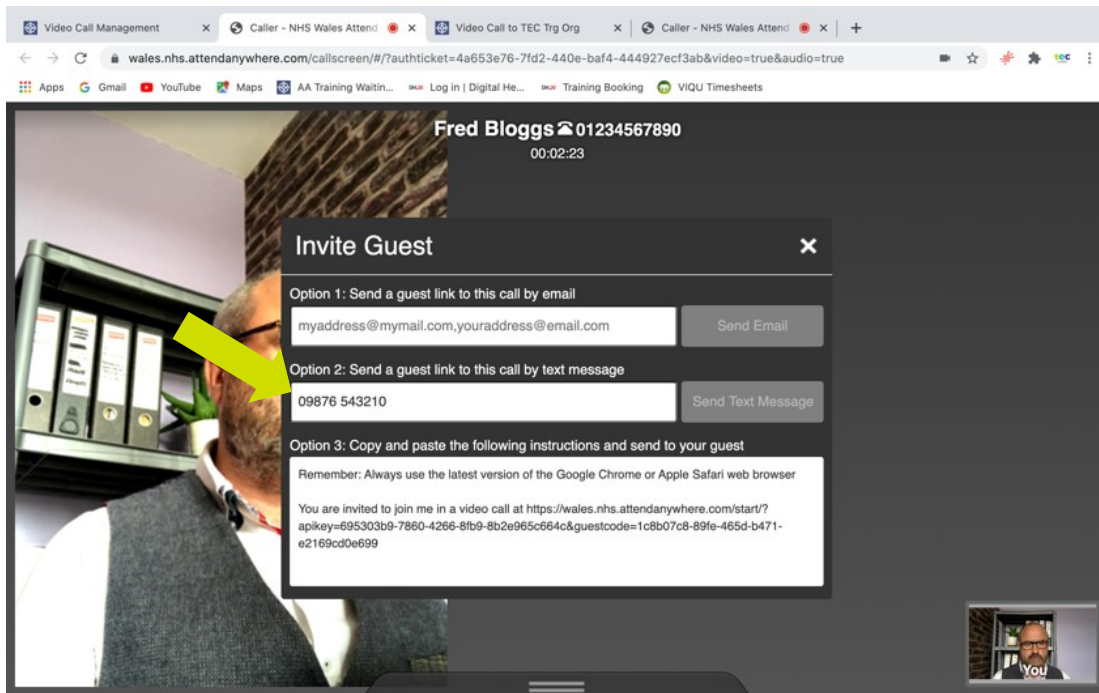 Video Call Management
Caller - NHS Wales Attend
Video Call to TEC Trg Org
Caller - NHS Wales Attend
wales.nhs.attendanywhere.com/callscreen/#/?authticket=4a653e76-7fd2-440e-baf4-444927ecf3ab&video=true&audio=true
tec
Apps Gmail YouTube Maps AA Training Waitin... Log in | Digital He... Training Booking VIQU Timesheets
Fred Bloggs 01234567890
00:02:23
Invite Guest
Option 1: Send a guest link to this call by email
myaddress@mymail.com,youraddress@email.com Send Email
Option 2: Send a guest link to this call by text message
09876 543210 Send Text Message
Option 3: Copy and paste the following instructions and send to your guest
Remember: Always use the latest version of the Google Chrome or Apple Safari web browser
You are invited to join me in a video call at https://wales.nhs.attendanywhere.com/start/?
apikey=695303b9-7860-4266-8fb9-8b2e965c664c&guestcode=1c8b07c8-89fe-465d-b471-
e2169cd0e699
You